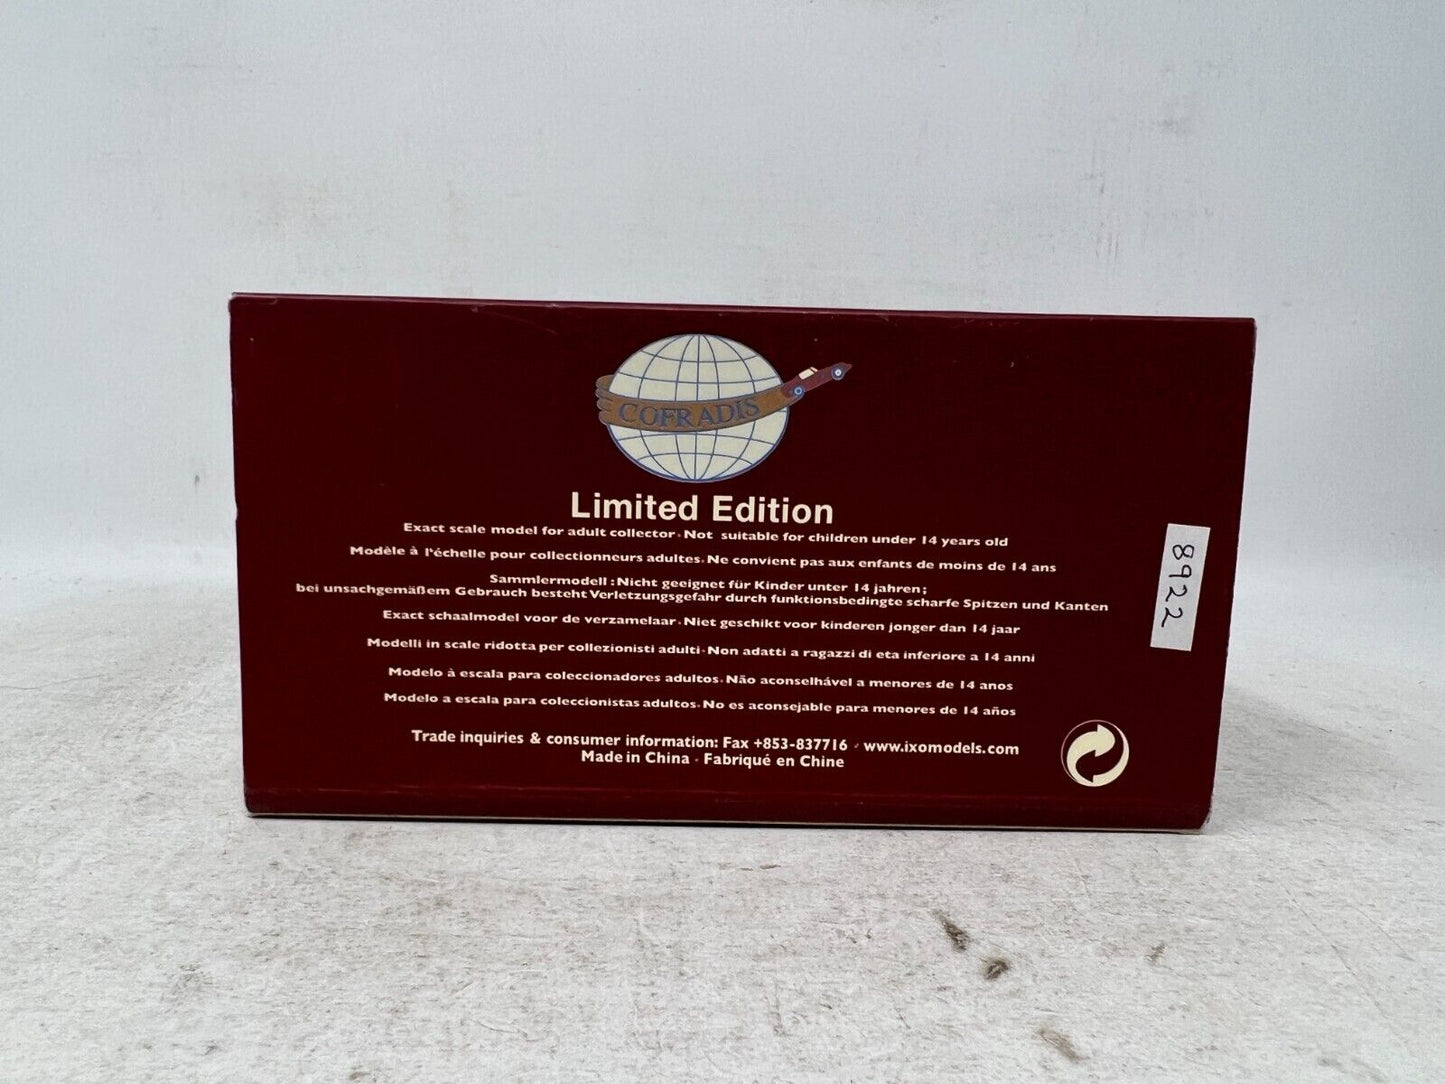 COFRADIS
Limited Edition
Exact scale model for adult collector · Not suitable for children under 14 years old
Modèle à l'échelle pour collectionneurs adultes. Ne convient pas aux enfants de moins de 14 ans
Sammlermodell : Nicht geeignet für Kinder unter 14 jahren;
bei unsachgemäßem Gebrauch besteht Verletzungsgefahr durch funktionsbedingte scharfe Spitzen und Kanten
Exact schaalmodel voor de verzamelaar · Niet geschikt voor kinderen jonger dan 14 jaar
Modelli in scale ridotta per collezionisti adulti · Non adatti a ragazzi di eta inferiore a 14 anni
Modelo à escala para coleccionadores adultos. Não aconselhável a menores de 14 anos
Modelo a escala para coleccionistas adultos. No es aconsejable para menores de 14 años
Trade inquiries & consumer information: Fax +853-837716 · www.ixomodels.com
Made in China · Fabriqué en Chine
8922